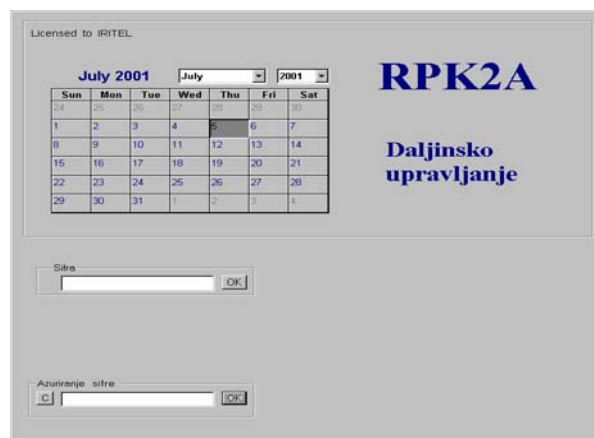 Licensed to IRITEL
July 2001 July 2001
Sun Mon Tue Wed Thu Fri Sat
24 25 26 27 28 29 30
1 2 3 4 5 6 7
8 9 10 11 12 13 14
15 16 17 18 19 20 21
22 23 24 25 26 27 28
29 30 31 1 2 3 4
RPK2A
Daljinsko
upravljanje
Sifra
OK
Azuriranje sifre
C OK